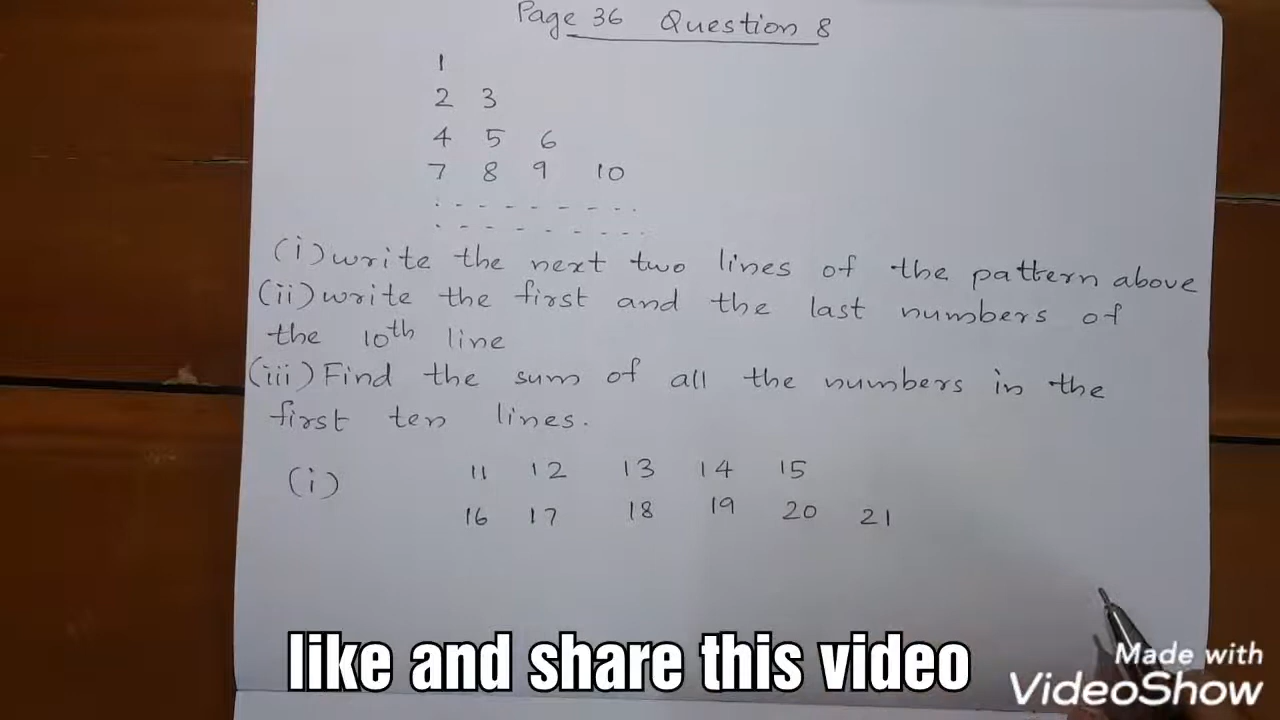 Page 36 Question 8
1
2 3
4 5 6
7 8 9 10
(i) write the next two lines of the pattern above
(ii) write the first and the last numbers of
the 10th line
(iii) Find the sum of all the numbers in the
first ten lines.
(i) 11 12 13 14 15
16 17 18 19 20 21
like and share this video
Made with
VideoShow